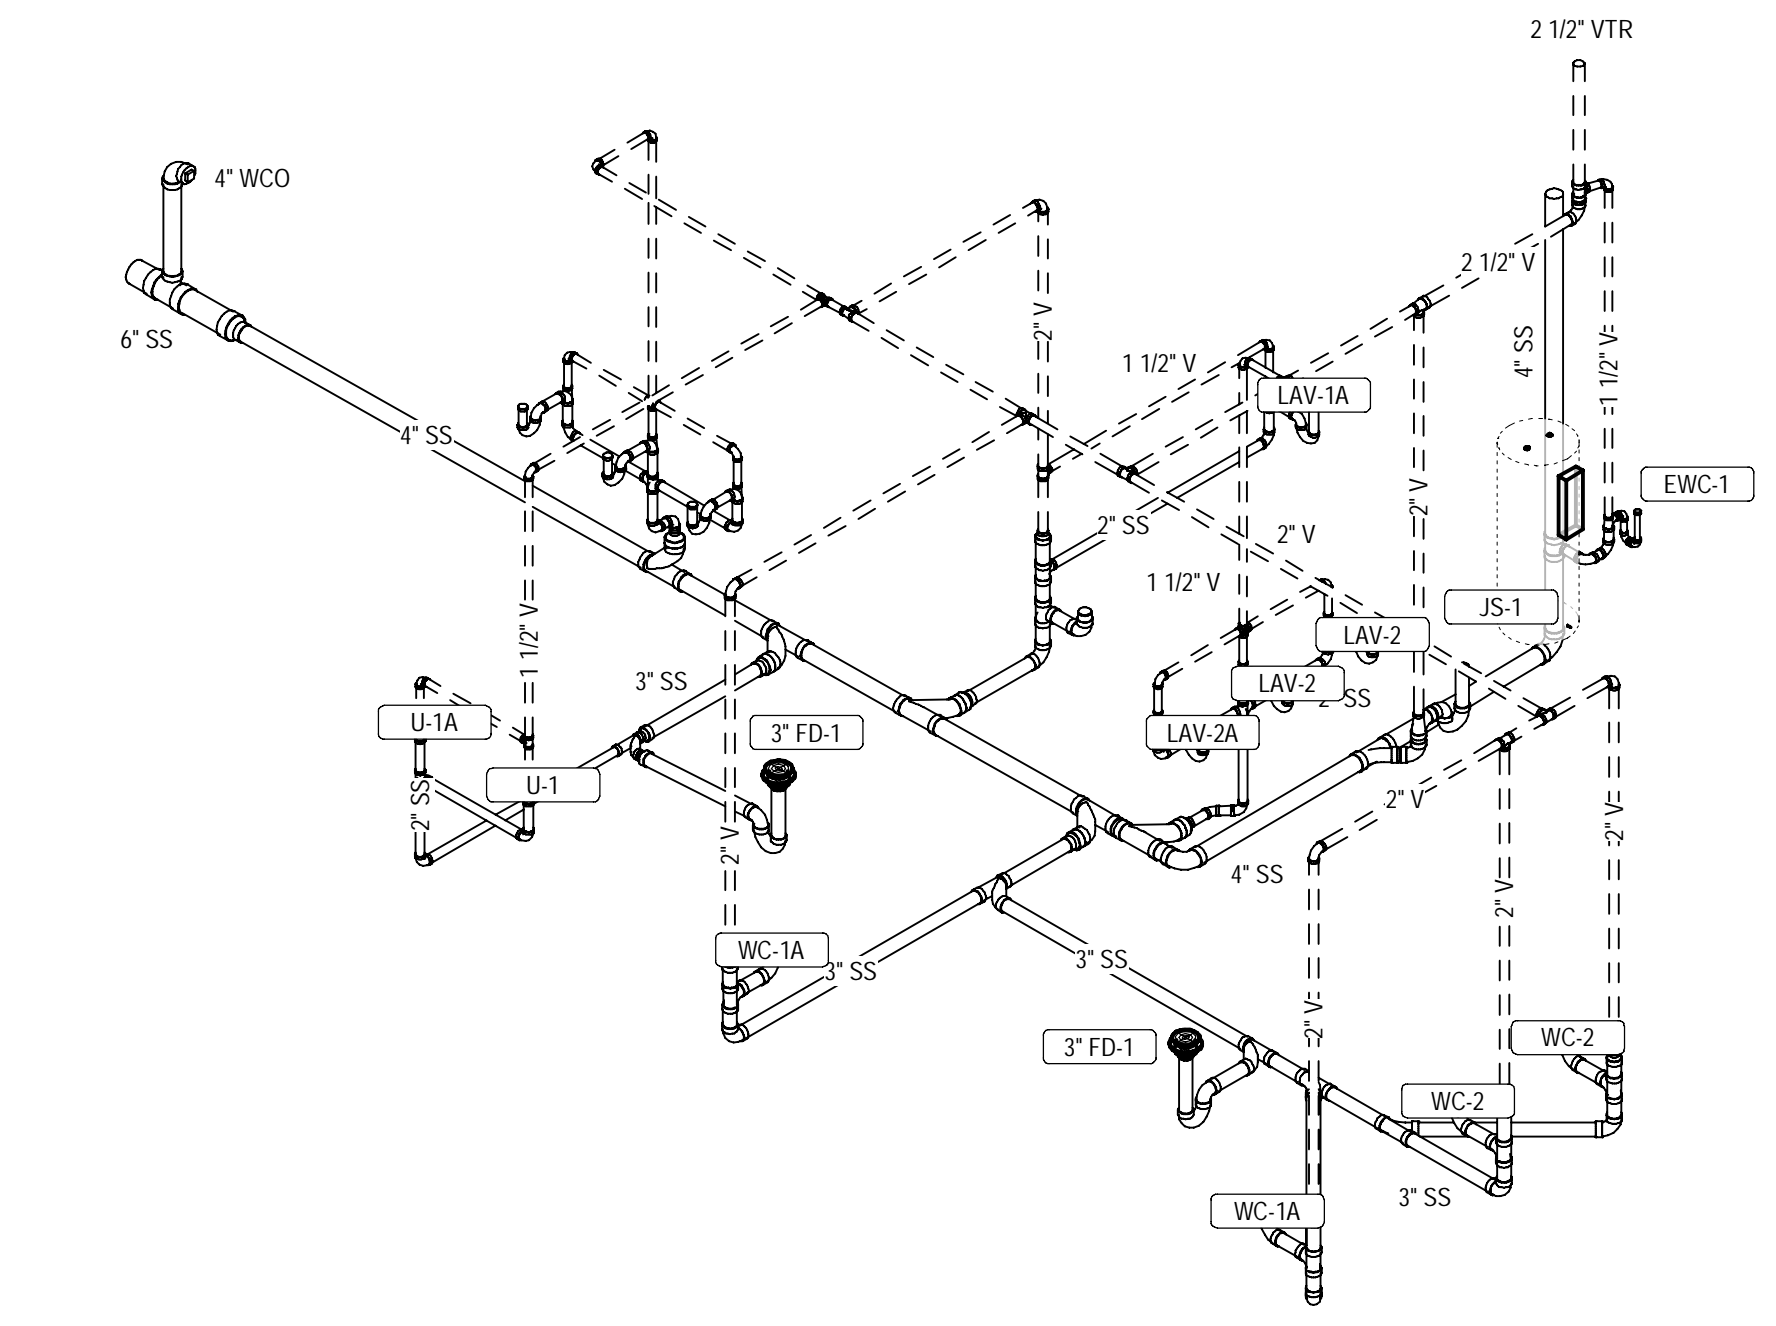 2 1/2" VTR
4" WCO
2 1/2" V
6" SS
2" V
4" SS
1 1/2" V
1 1/2" V
LAV-1A
4" SS
EWC-1
2" V
2" SS
2" V
1 1/2" V
JS-1
LAV-2
1 1/2" V
3" SS
LAV-2
2" SS
U-1A
3" FD-1
LAV-2A
U-1
2" SS
2" V
2" V
2" V
4" SS
2" V
WC-1A
3" SS
3" SS
2" V
3" FD-1
WC-2
WC-2
3" SS
WC-1A